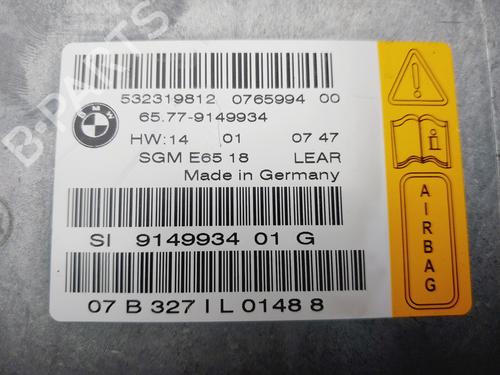 532319812 0765994 00
65.77-9149934
BMW
HW:14 01 07 47
SGM E65 18 LEAR
Made in Germany
SI 9149934 01 G
07 B 327 I L 0148 8
AIRBAG
B-PARTS